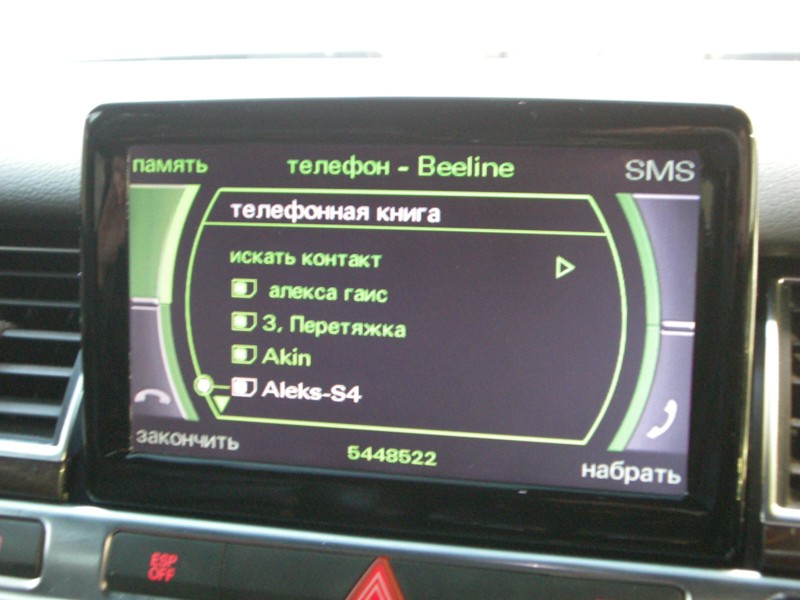 память телефон - Beeline SMS
телефонная книга
искать контакт
алекса гаис
3, Перетяжка
Akin
Aleks-S4
закончить 5448522 набрать
ESP
OFF